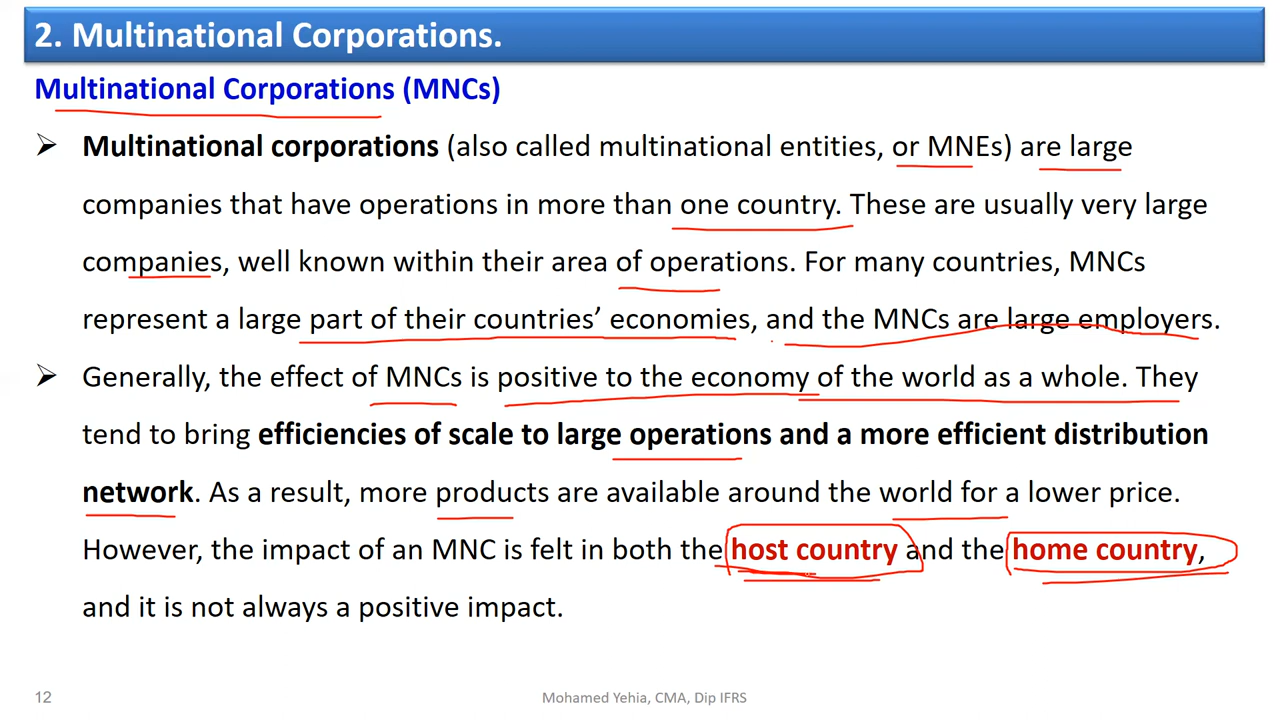 2. Multinational Corporations.
Multinational Corporations (MNCs)
➢ Multinational corporations (also called multinational entities, or MNEs) are large
companies that have operations in more than one country. These are usually very large
companies, well known within their area of operations. For many countries, MNCs
represent a large part of their countries’ economies, and the MNCs are large employers.
➢ Generally, the effect of MNCs is positive to the economy of the world as a whole. They
tend to bring efficiencies of scale to large operations and a more efficient distribution
network. As a result, more products are available around the world for a lower price.
However, the impact of an MNC is felt in both the host country and the home country,
and it is not always a positive impact.
12
Mohamed Yehia, CMA, Dip IFRS